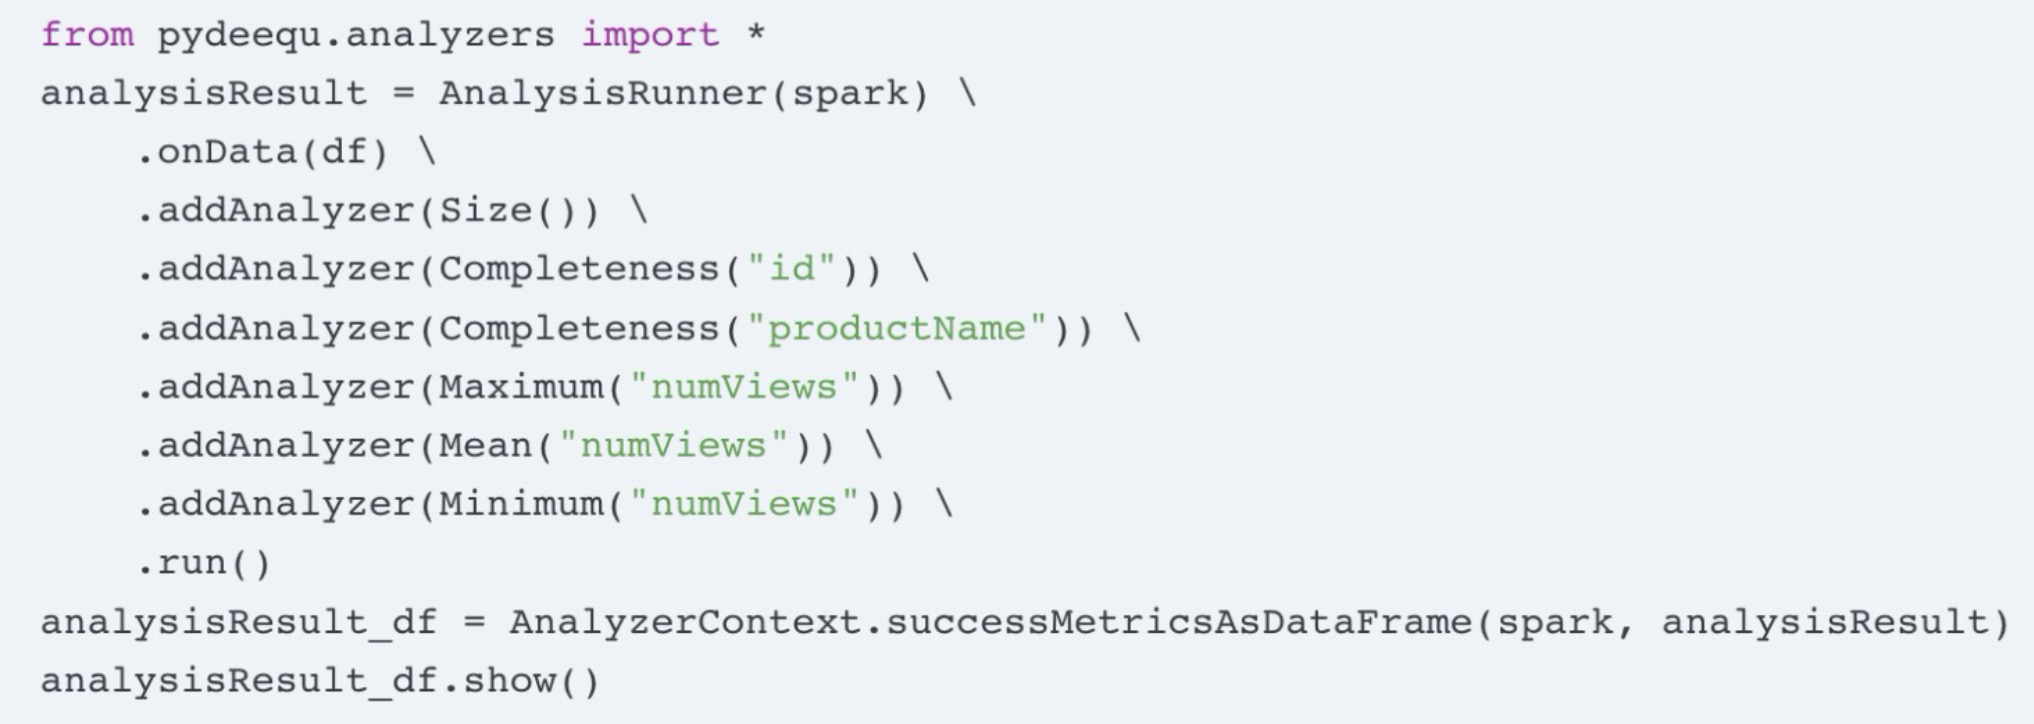 from pydeequ.analyzers import *
analysisResult = AnalysisRunner(spark) \
    .onData(df) \
    .addAnalyzer(Size()) \
    .addAnalyzer(Completeness("id")) \
    .addAnalyzer(Completeness("productName")) \
    .addAnalyzer(Maximum("numViews")) \
    .addAnalyzer(Mean("numViews")) \
    .addAnalyzer(Minimum("numViews")) \
    .run()
analysisResult_df = AnalyzerContext.successMetricsAsDataFrame(spark, analysisResult)
analysisResult_df.show()